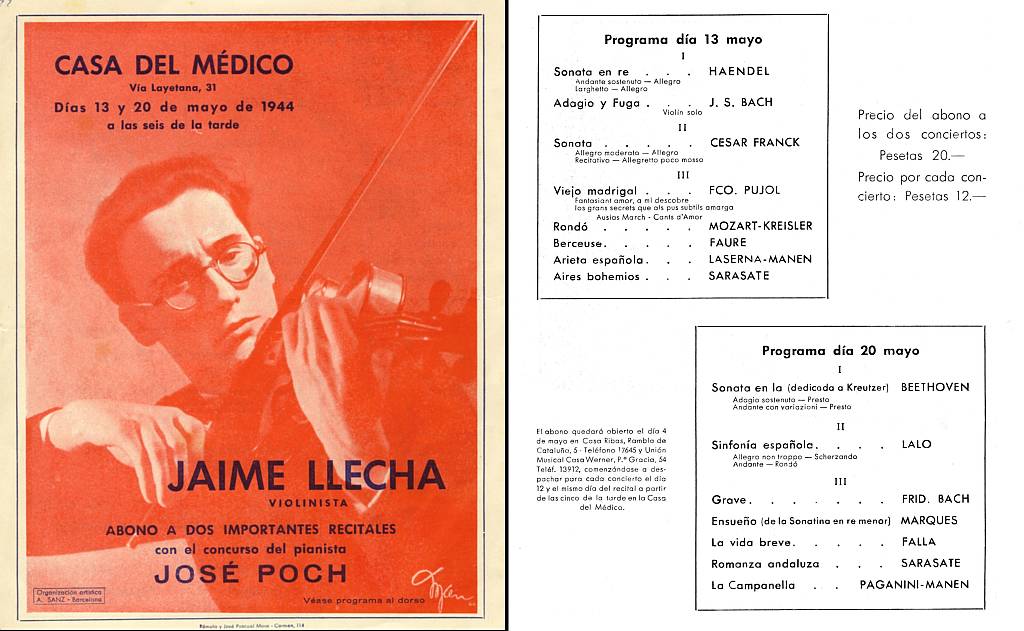 CASA DEL MÉDICO
Vía Layetana, 31
Días 13 y 20 de mayo de 1944
a las seis de la tarde
JAIME LLECHA
VIOLINISTA
ABONO A DOS IMPORTANTES RECITALES
con el concurso del pianista
JOSÉ POCH
Organización artística
A. SANZ - Barcelona
Véase programa al dorso
Rómulo y José Pascual Moya - Carmen, 114
Programa día 13 mayo
I
Sonata en re . . . HAENDEL
Andante sostenuto — Allegro
Larghetto — Allegro
Adagio y Fuga . . . J. S. BACH
Violín solo
II
Sonata . . . . . CESAR FRANCK
Allegro moderato — Allegro
Recitativo — Allegretto poco mosso
III
Viejo madrigal . . . FCO. PUJOL
Fantasiant amor, a mi descobre
los grans secrets que als pus subtils amarga
Ausias March - Cants d'Amor
Rondó . . . . . MOZART-KREISLER
Berceuse. . . . . FAURE
Arieta española. . . LASERNA-MANEN
Aires bohemios . . . SARASATE
Precio del abono a
los dos conciertos:
Pesetas 20.—
Precio por cada con-
cierto: Pesetas 12.—
Programa día 20 mayo
I
Sonata en la (dedicada a Kreutzer) BEETHOVEN
Adagio sostenuto — Presto
Andante con variazioni — Presto
II
Sinfonía española. . . . LALO
Allegro non troppo — Scherzando
Andante — Rondó
III
Grave. . . . . . . FRID. BACH
Ensueño (de la Sonatina en re menor) MARQUES
La vida breve. . . . . FALLA
Romanza andaluza . . . SARASATE
La Campanella . . PAGANINI-MANEN
El abono quedará abierto el día 4
de mayo en Casa Ribas, Rambla de
Cataluña, 5 - Teléfono 17645 y Unión
Musical Casa Werner, P.º Gracia, 54
Teléf. 13912, comenzándose a des-
pachar para cada concierto el día
12 y el mismo día del recital a partir
de las cinco de la tarde en la Casa
del Médico.